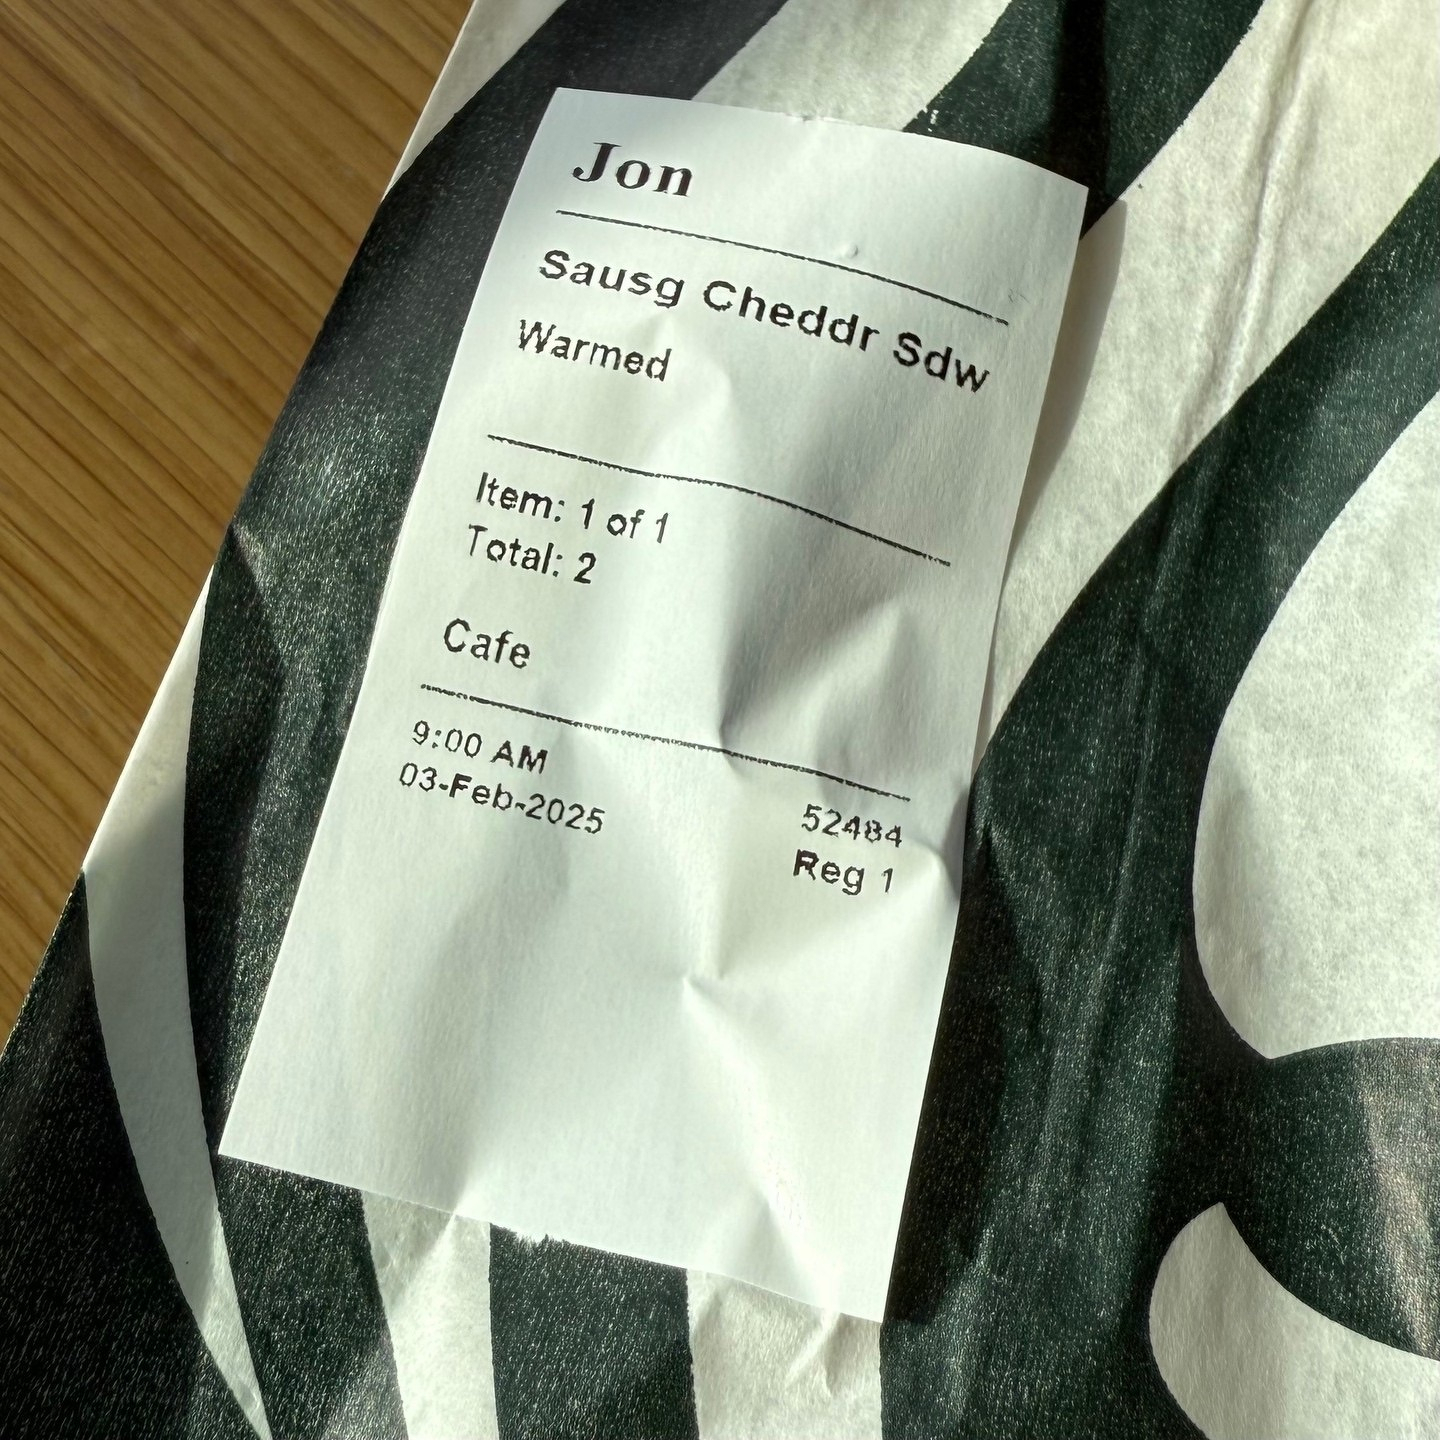 Jon
Sausg Cheddr Sdw
Warmed
Item: 1 of 1
Total: 2
Cafe
9:00 AM
03-Feb-2025
52484
Reg 1